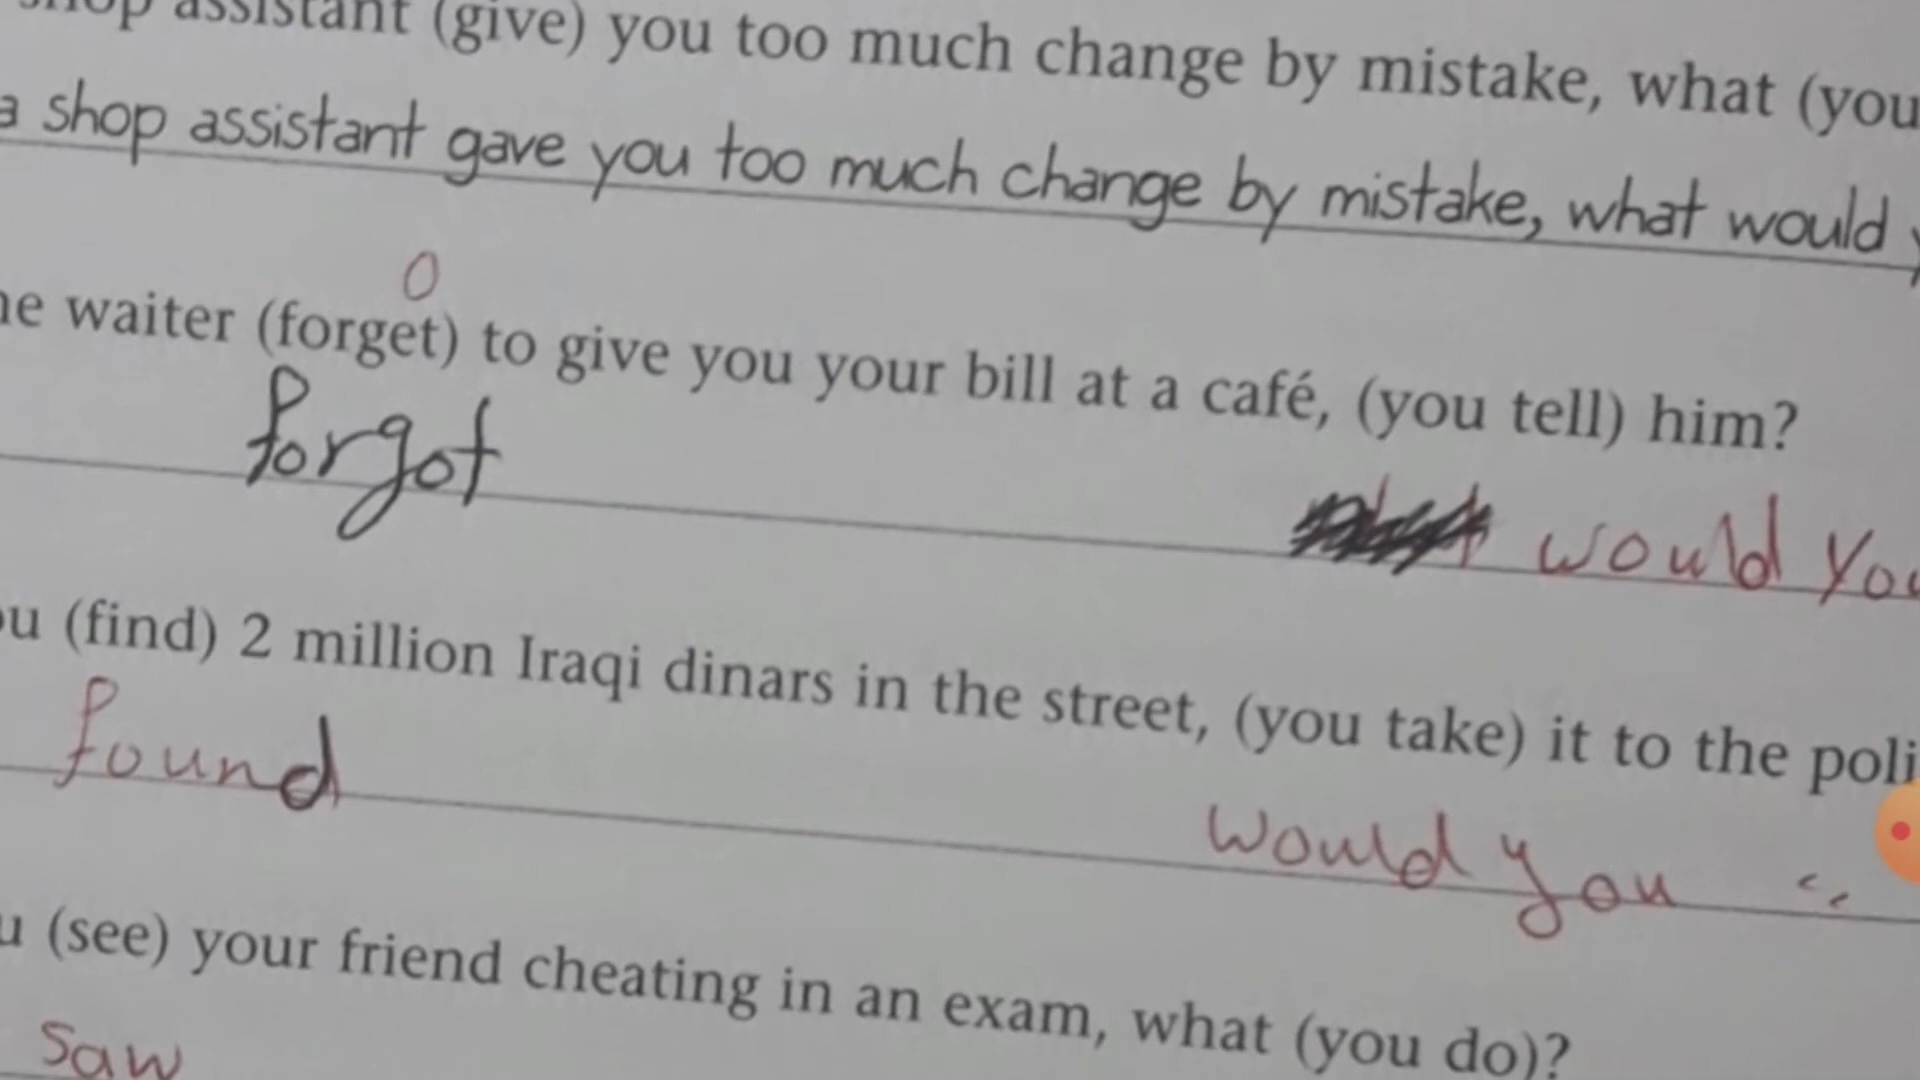 shop assistant (give) you too much change by mistake, what (you
a shop assistant gave you too much change by mistake, what would
o
he waiter (forget) to give you your bill at a café, (you tell) him?
forgot would you
ou (find) 2 million Iraqi dinars in the street, (you take) it to the poli
found would you ..
u (see) your friend cheating in an exam, what (you do)?
saw